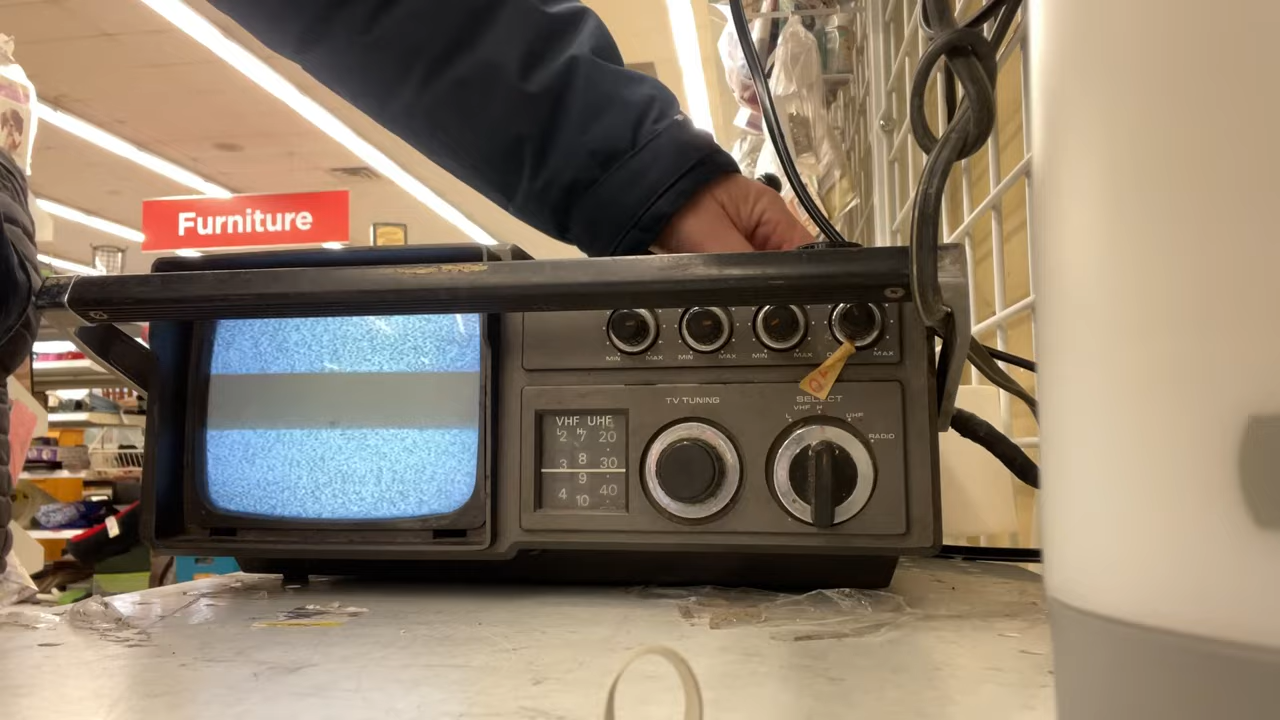 Furniture
MIN MAX MIN MAX MIN MAX MAX
TV TUNING
SELECT
VHF
L H
UHF
RADIO
VHF UHF
L H
2 7 20
3 8 30
9
4 10 40